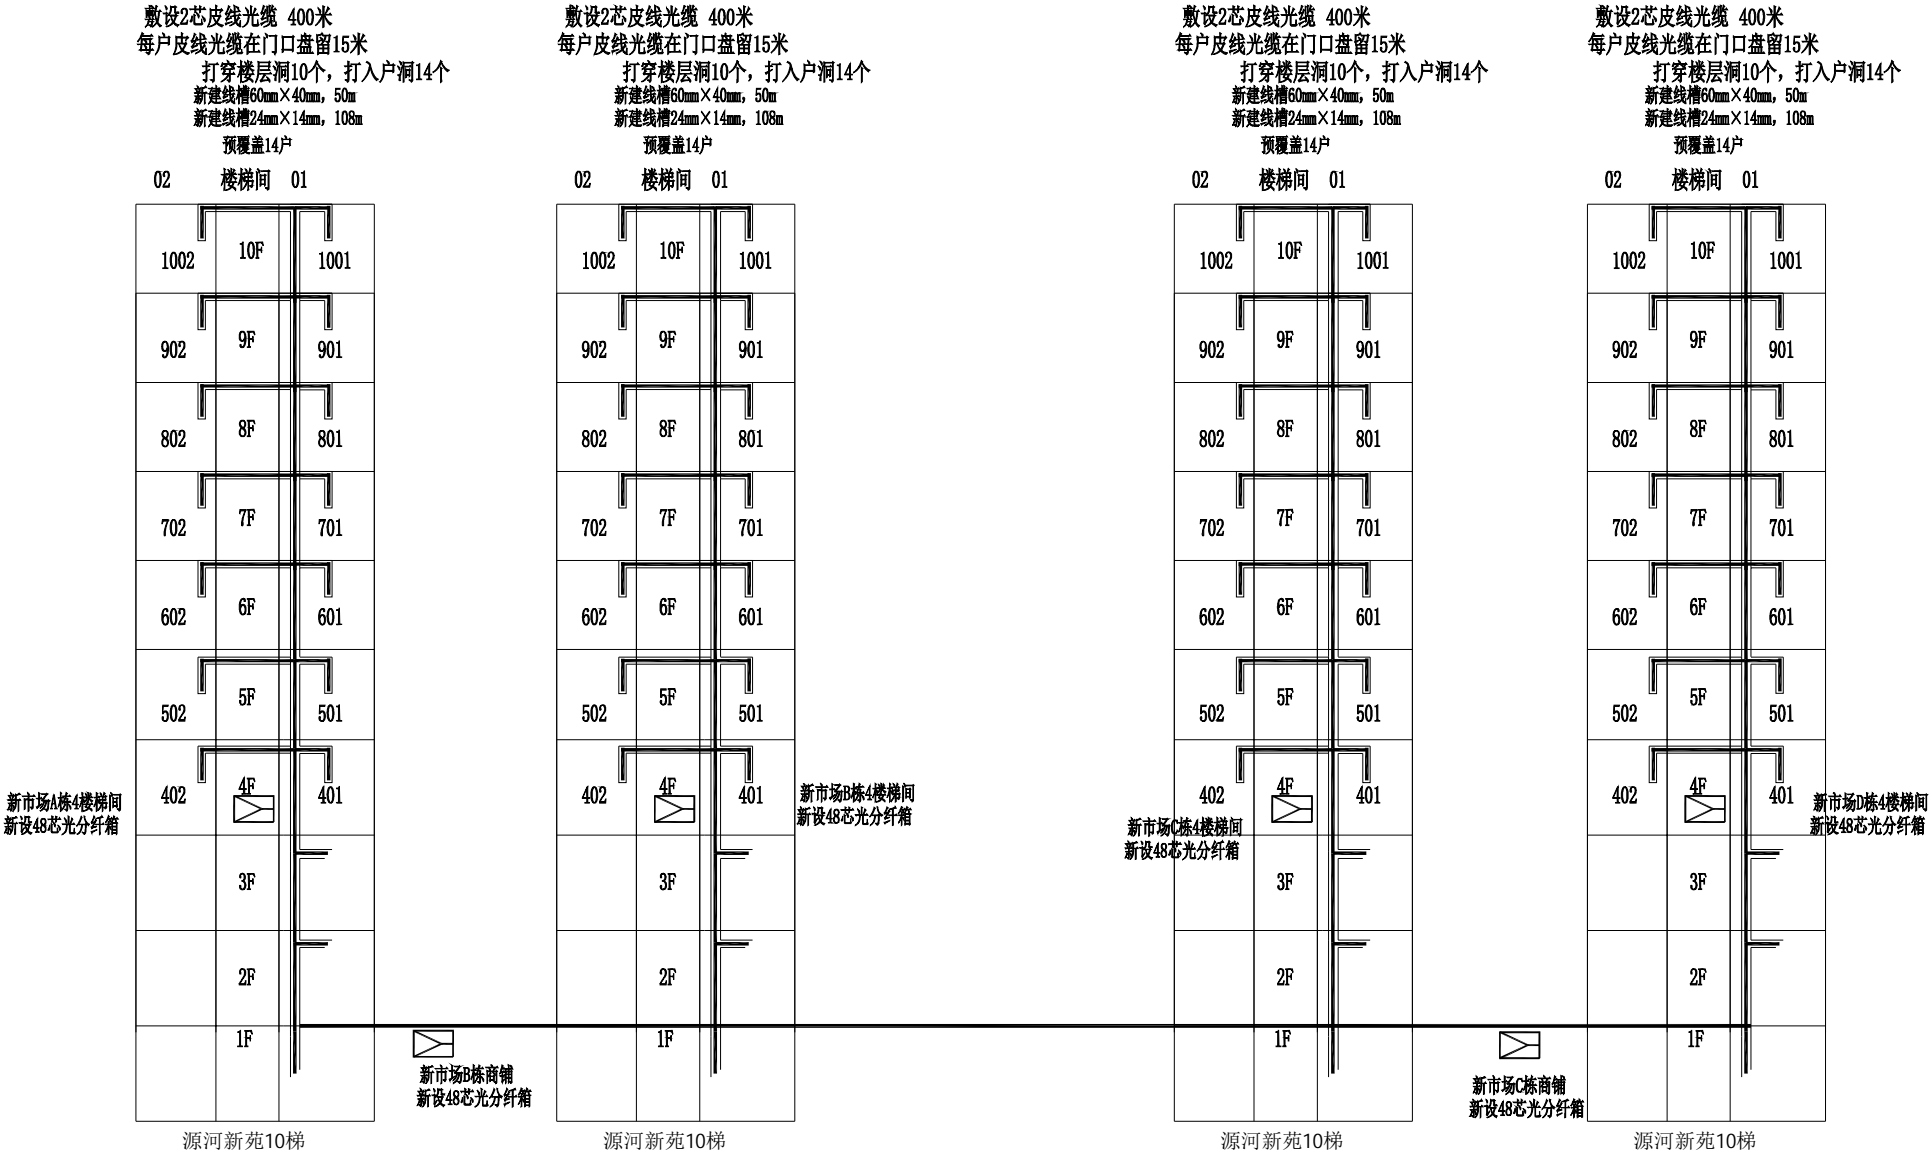 敷设2芯皮线光缆 400米
每户皮线光缆在门口盘留15米
打穿楼层洞10个，打入户洞14个
新建线槽60mm×40mm，50m
新建线槽24mm×14mm，108m
预覆盖14户
02 楼梯间 01
1002 10F 1001
902 9F 901
802 8F 801
702 7F 701
602 6F 601
502 5F 501
402 4F 401
新市场A栋4楼梯间
新设48芯光分纤箱
3F
2F
1F
源河新苑10梯
敷设2芯皮线光缆 400米
每户皮线光缆在门口盘留15米
打穿楼层洞10个，打入户洞14个
新建线槽60mm×40mm，50m
新建线槽24mm×14mm，108m
预覆盖14户
02 楼梯间 01
1002 10F 1001
902 9F 901
802 8F 801
702 7F 701
602 6F 601
502 5F 501
402 4F 401
新市场B栋4楼梯间
新设48芯光分纤箱
3F
2F
1F
新市场B栋商铺
新设48芯光分纤箱
源河新苑10梯
敷设2芯皮线光缆 400米
每户皮线光缆在门口盘留15米
打穿楼层洞10个，打入户洞14个
新建线槽60mm×40mm，50m
新建线槽24mm×14mm，108m
预覆盖14户
02 楼梯间 01
1002 10F 1001
902 9F 901
802 8F 801
702 7F 701
602 6F 601
502 5F 501
402 4F 401
新市场C栋4楼梯间
新设48芯光分纤箱
3F
2F
1F
源河新苑10梯
敷设2芯皮线光缆 400米
每户皮线光缆在门口盘留15米
打穿楼层洞10个，打入户洞14个
新建线槽60mm×40mm，50m
新建线槽24mm×14mm，108m
预覆盖14户
02 楼梯间 01
1002 10F 1001
902 9F 901
802 8F 801
702 7F 701
602 6F 601
502 5F 501
402 4F 401
新市场D栋4楼梯间
新设48芯光分纤箱
3F
2F
1F
新市场C栋商铺
新设48芯光分纤箱
源河新苑10梯